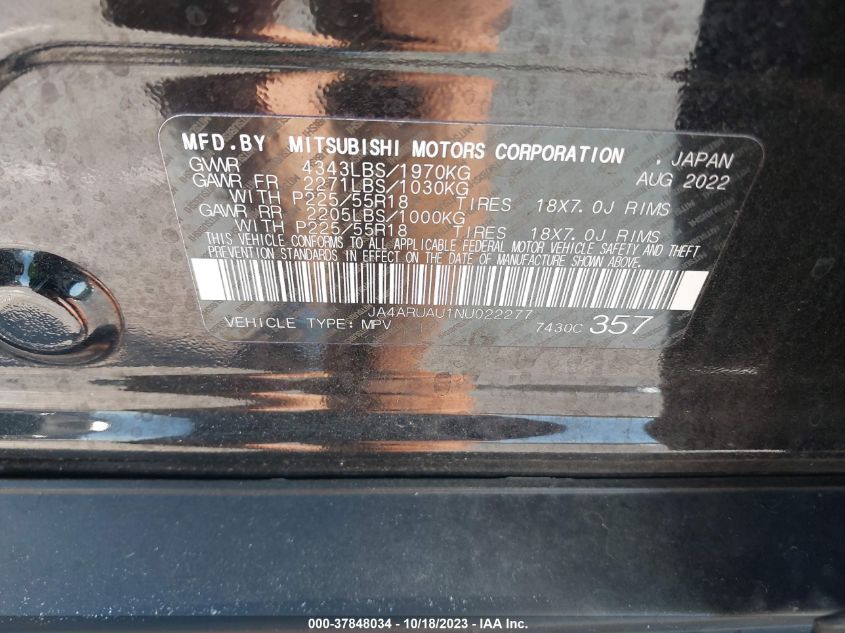 MFD.BY MITSUBISHI MOTORS CORPORATION , JAPAN
GVWR 4343LBS/1970KG AUG 2022
GAWR FR 2271LBS/1030KG
WITH P225/55R18 TIRES 18X7.0J RIMS
GAWR RR 2205LBS/1000KG
WITH P225/55R18 TIRES 18X7.0J RIMS
THIS VEHICLE CONFORMS TO ALL APPLICABLE FEDERAL MOTOR VEHICLE SAFETY AND THEFT
PREVENTION STANDARDS IN EFFECT ON THE DATE OF MANUFACTURE SHOWN ABOVE.
JA4ARUAU1NU022277
VEHICLE TYPE: MPV 7430C 357
000-37848034 - 10/18/2023 - IAA Inc.